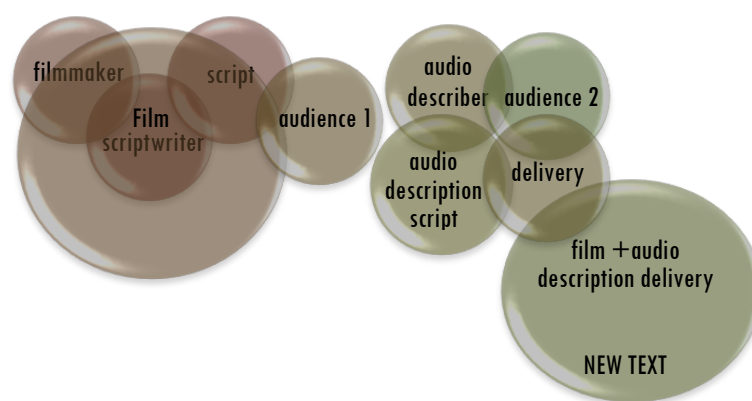 filmmaker
script
Film
scriptwriter
audience 1
audio
describer
audience 2
audio
description
script
delivery
film +audio
description delivery
NEW TEXT